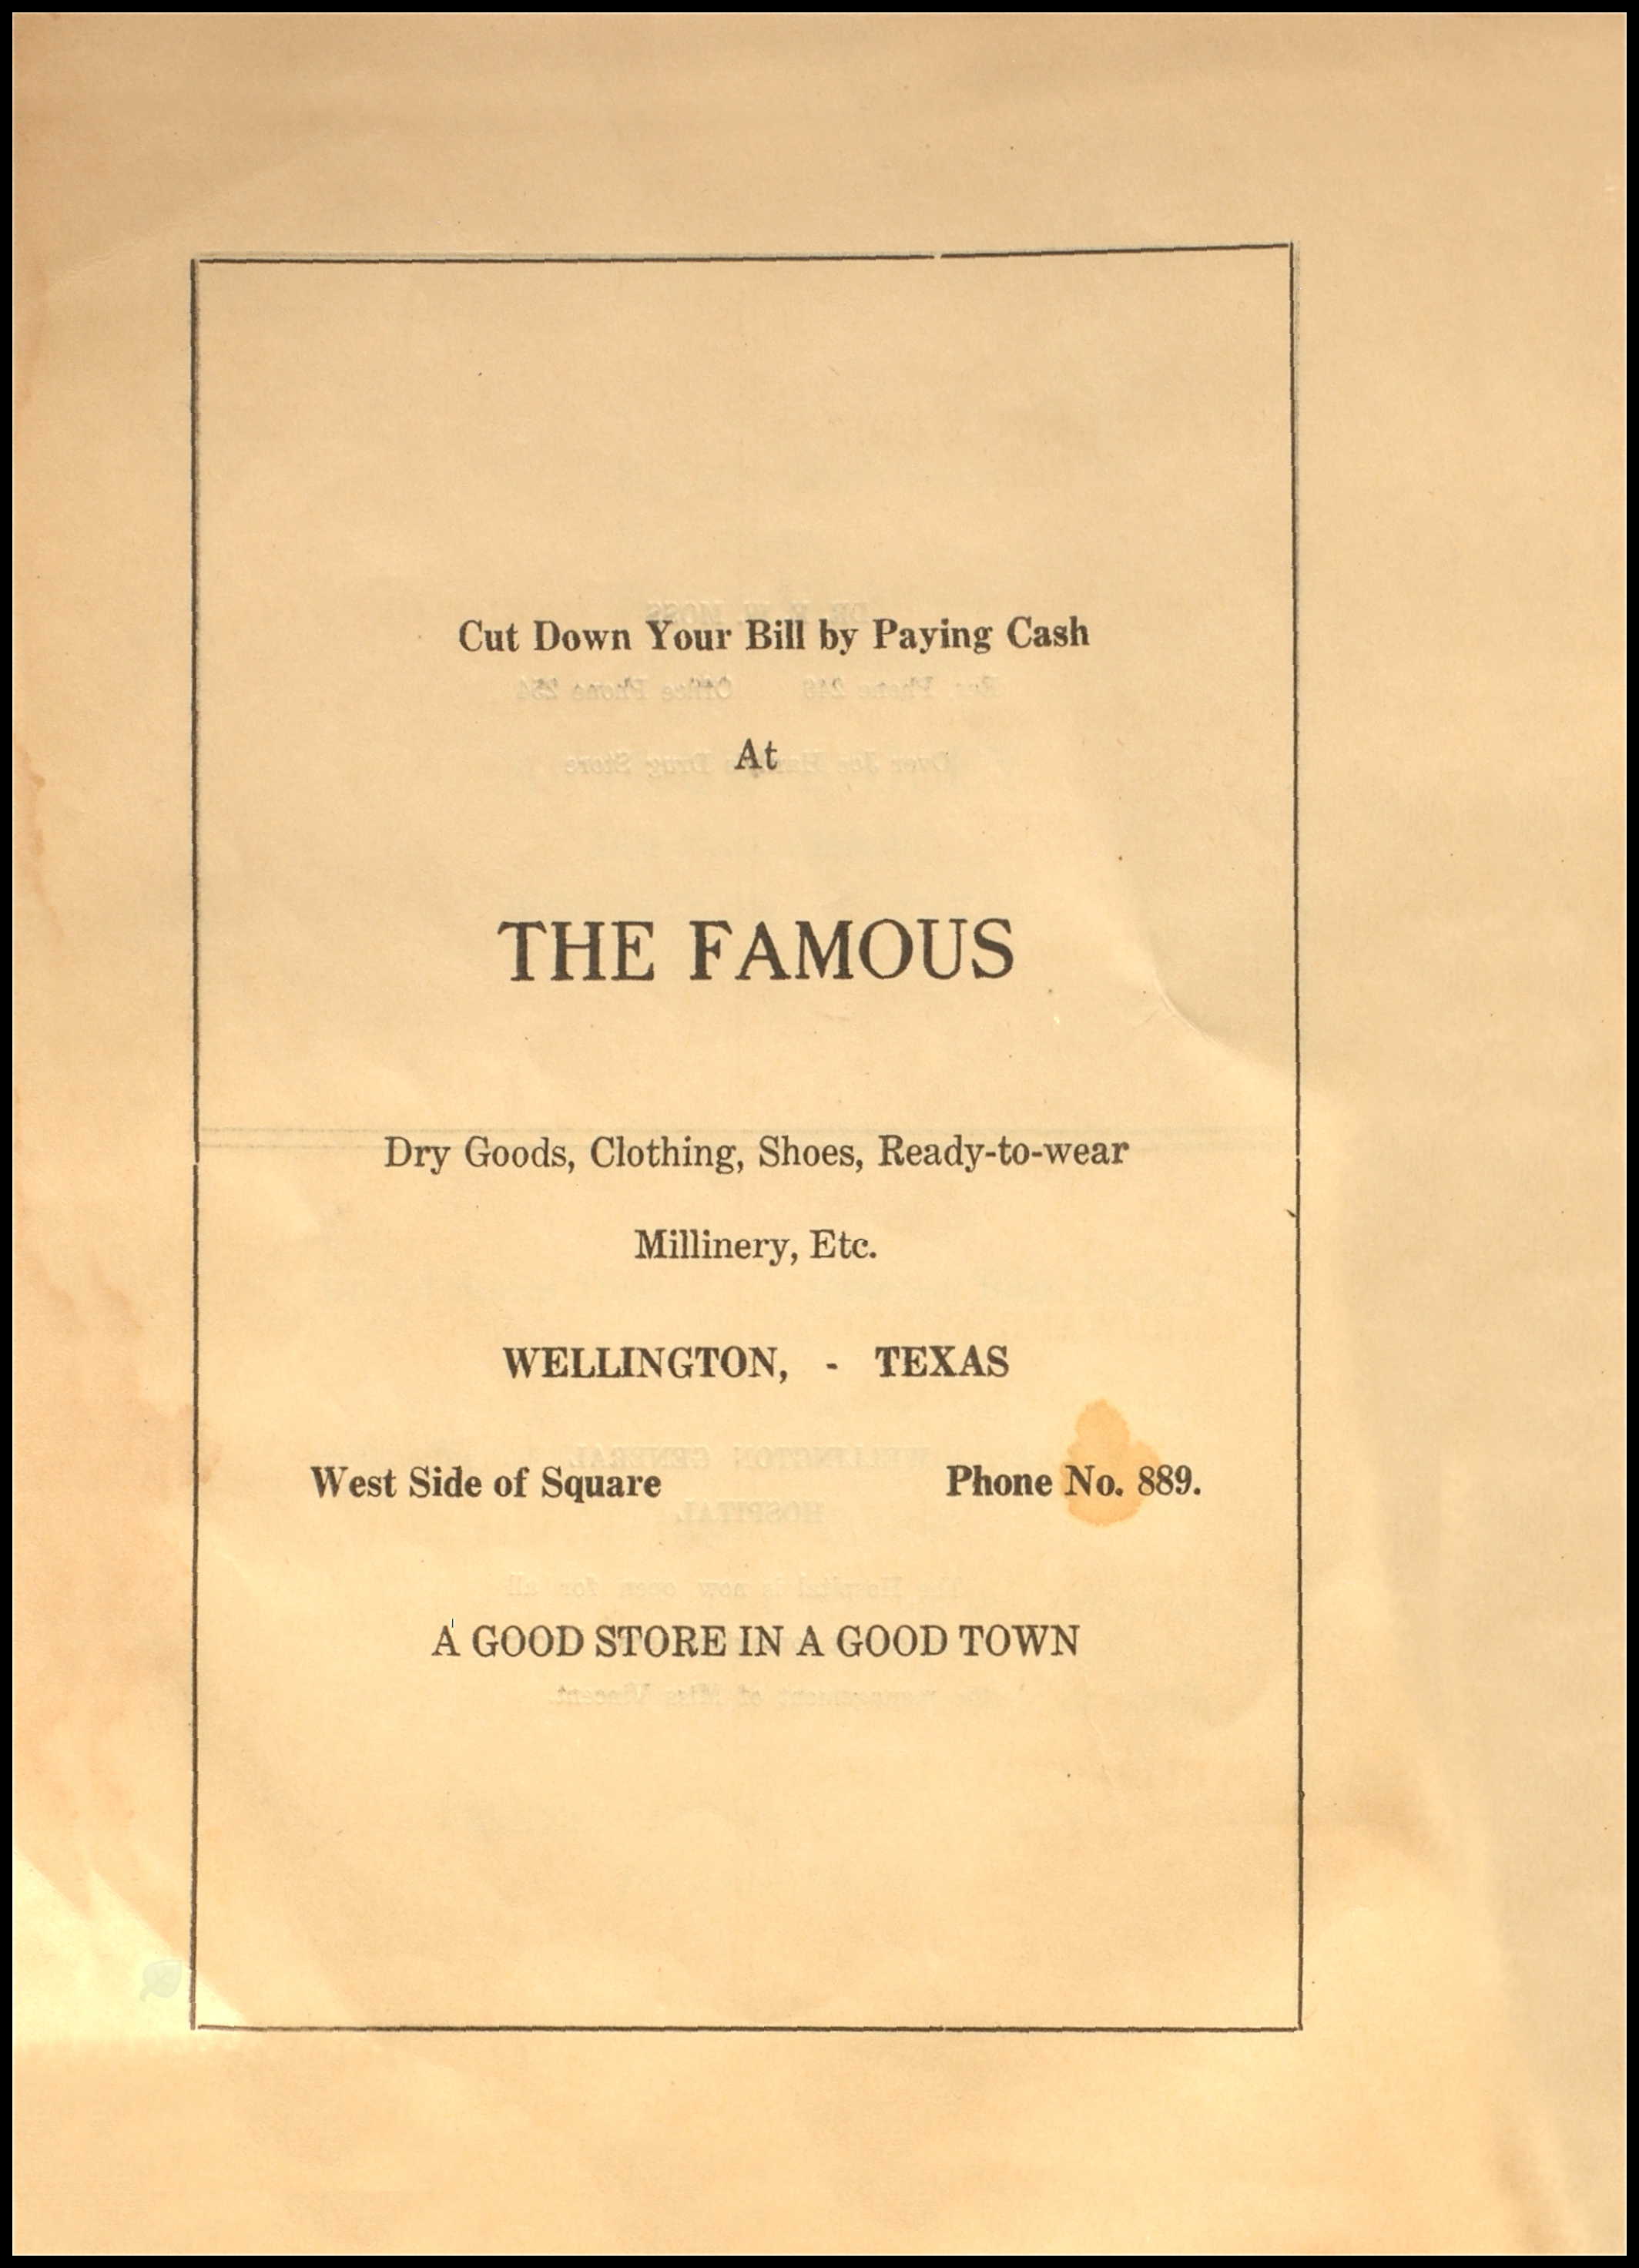 Cut Down Your Bill by Paying Cash
At
THE FAMOUS
Dry Goods, Clothing, Shoes, Ready-to-wear
Millinery, Etc.
WELLINGTON, - TEXAS
West Side of Square Phone No. 889.
A GOOD STORE IN A GOOD TOWN